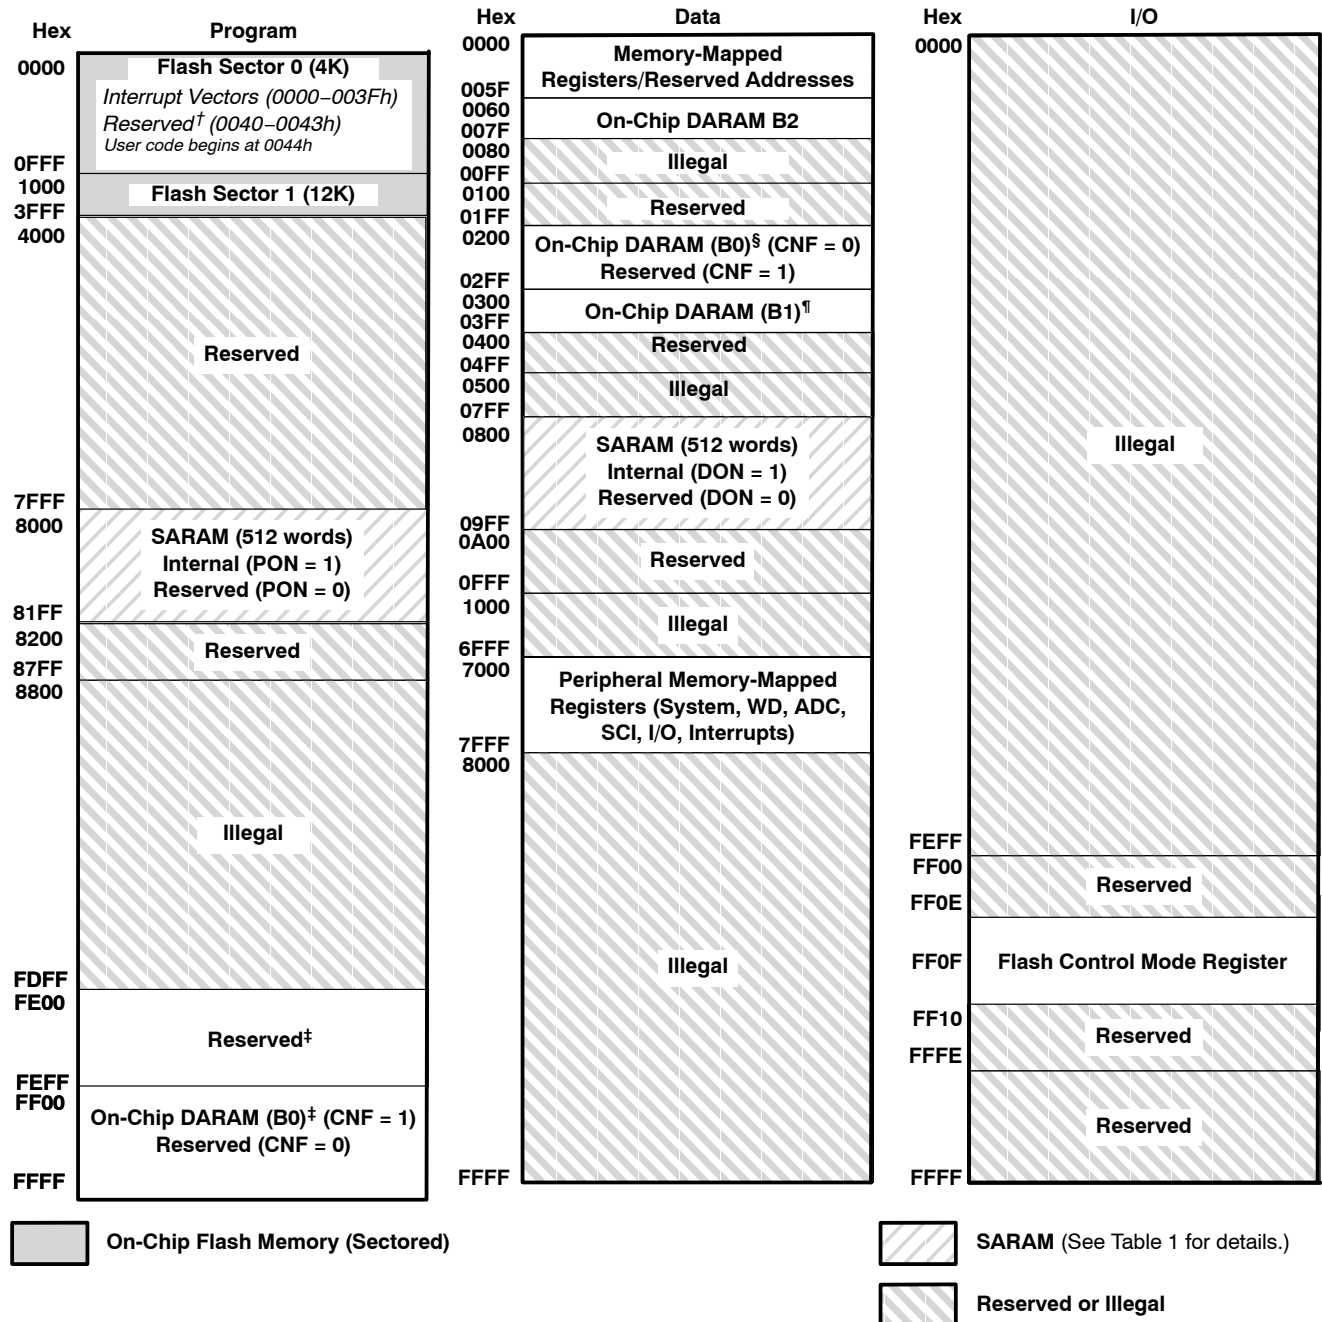 Hex
Program
0000
Flash Sector 0 (4K)
Interrupt Vectors (0000–003Fh)
Reserved† (0040–0043h)
User code begins at 0044h
0FFF
1000
Flash Sector 1 (12K)
3FFF
4000
Reserved
7FFF
8000
SARAM (512 words)
Internal (PON = 1)
Reserved (PON = 0)
81FF
8200
Reserved
87FF
8800
Illegal
FDFF
FE00
Reserved‡
FEFF
FF00
On-Chip DARAM (B0)‡ (CNF = 1)
Reserved (CNF = 0)
FFFF
Hex
Data
0000
Memory-Mapped
Registers/Reserved Addresses
005F
0060
On-Chip DARAM B2
007F
0080
Illegal
00FF
0100
Reserved
01FF
0200
On-Chip DARAM (B0)§ (CNF = 0)
Reserved (CNF = 1)
02FF
0300
On-Chip DARAM (B1)¶
03FF
0400
Reserved
04FF
0500
Illegal
07FF
0800
SARAM (512 words)
Internal (DON = 1)
Reserved (DON = 0)
09FF
0A00
Reserved
0FFF
1000
Illegal
6FFF
7000
Peripheral Memory-Mapped
Registers (System, WD, ADC,
SCI, I/O, Interrupts)
7FFF
8000
Illegal
FFFF
Hex
I/O
0000
Illegal
FEFF
FF00
Reserved
FF0E
FF0F
Flash Control Mode Register
FF10
Reserved
FFFE
Reserved
FFFF
On-Chip Flash Memory (Sectored)
SARAM (See Table 1 for details.)
Reserved or Illegal